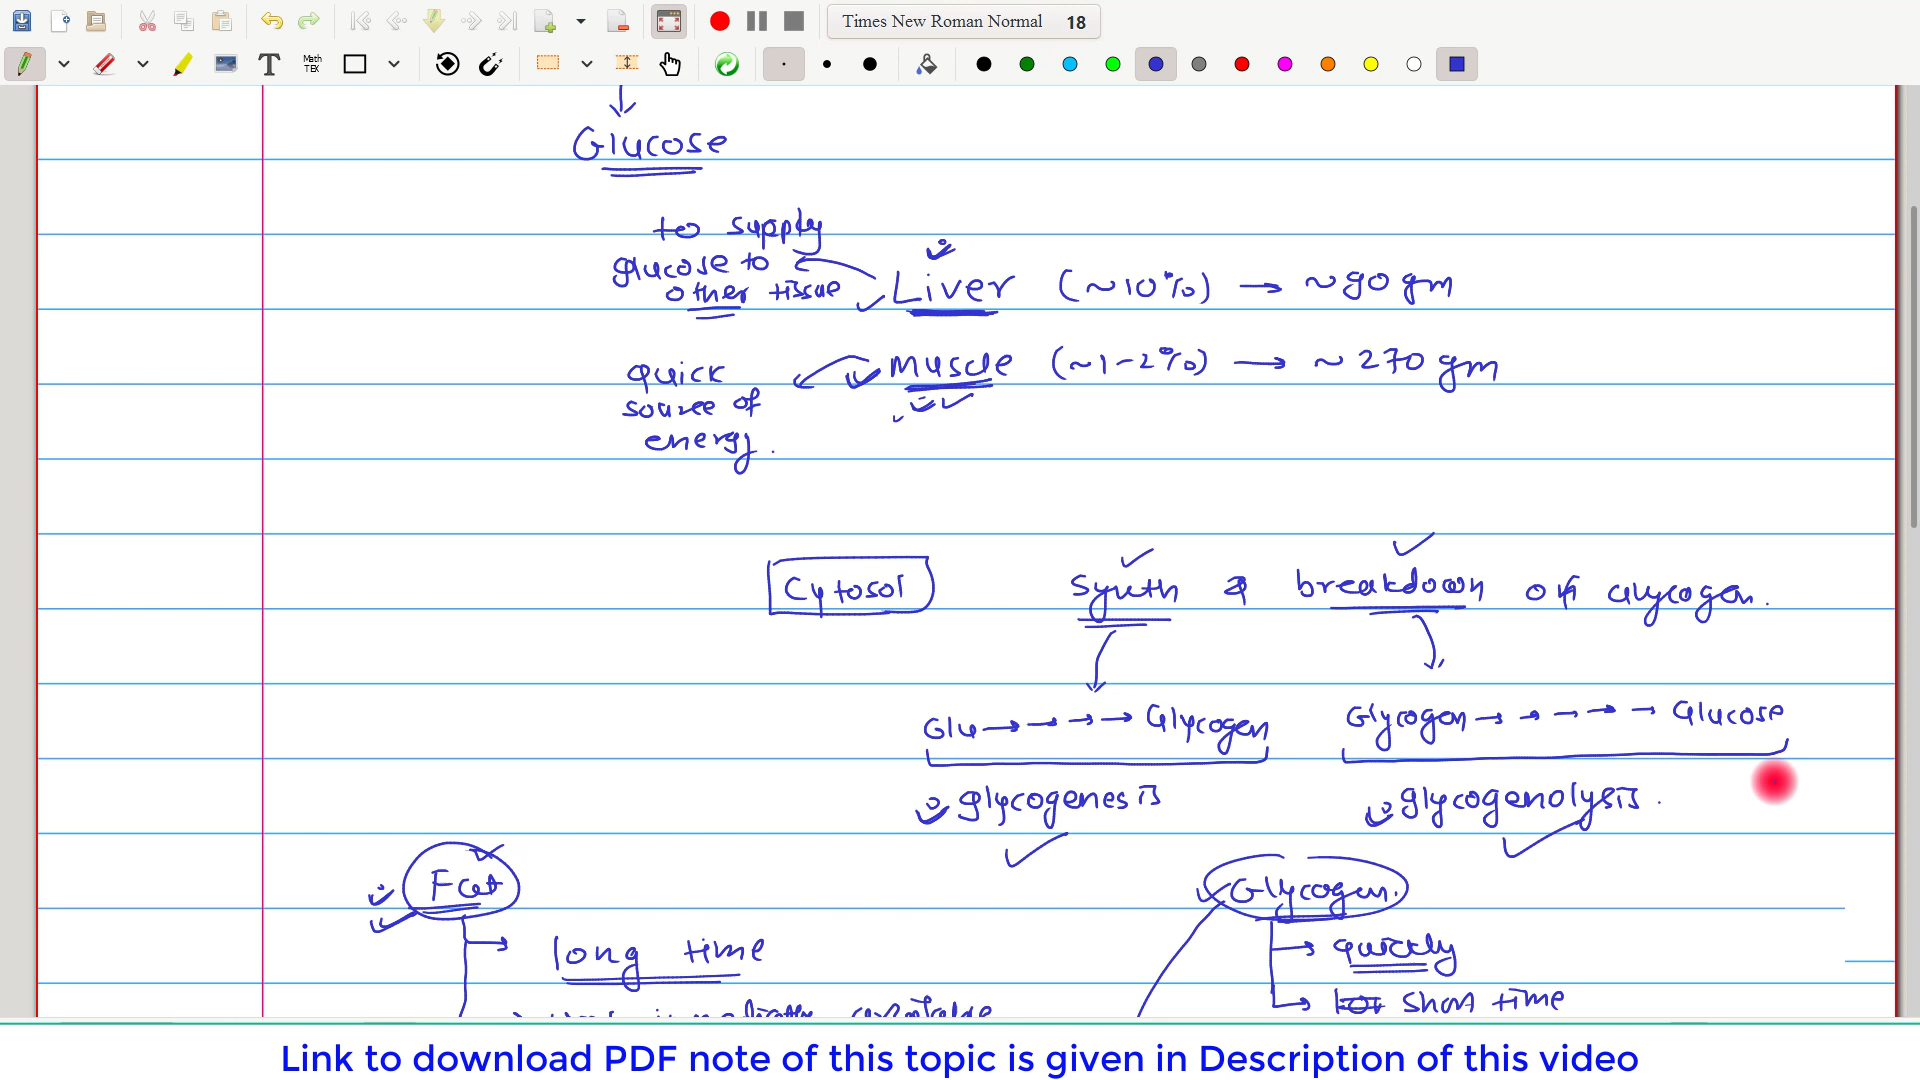 Times New Roman Normal 18
Math
TEX
Glucose
to supply
glucose to
other tissue
Liver (~10%) → ~90 gm
Muscle (~1-2%) → ~270 gm
quick
source of
energy.
Cytosol
Synth & breakdown of Glycogen.
Glu → → → → Glycogen
Glycogen → → → → → Glucose
glycogenesis
glycogenolysis.
Fat
Glycogen.
long time
quickly
short time
Link to download PDF note of this topic is given in Description of this video